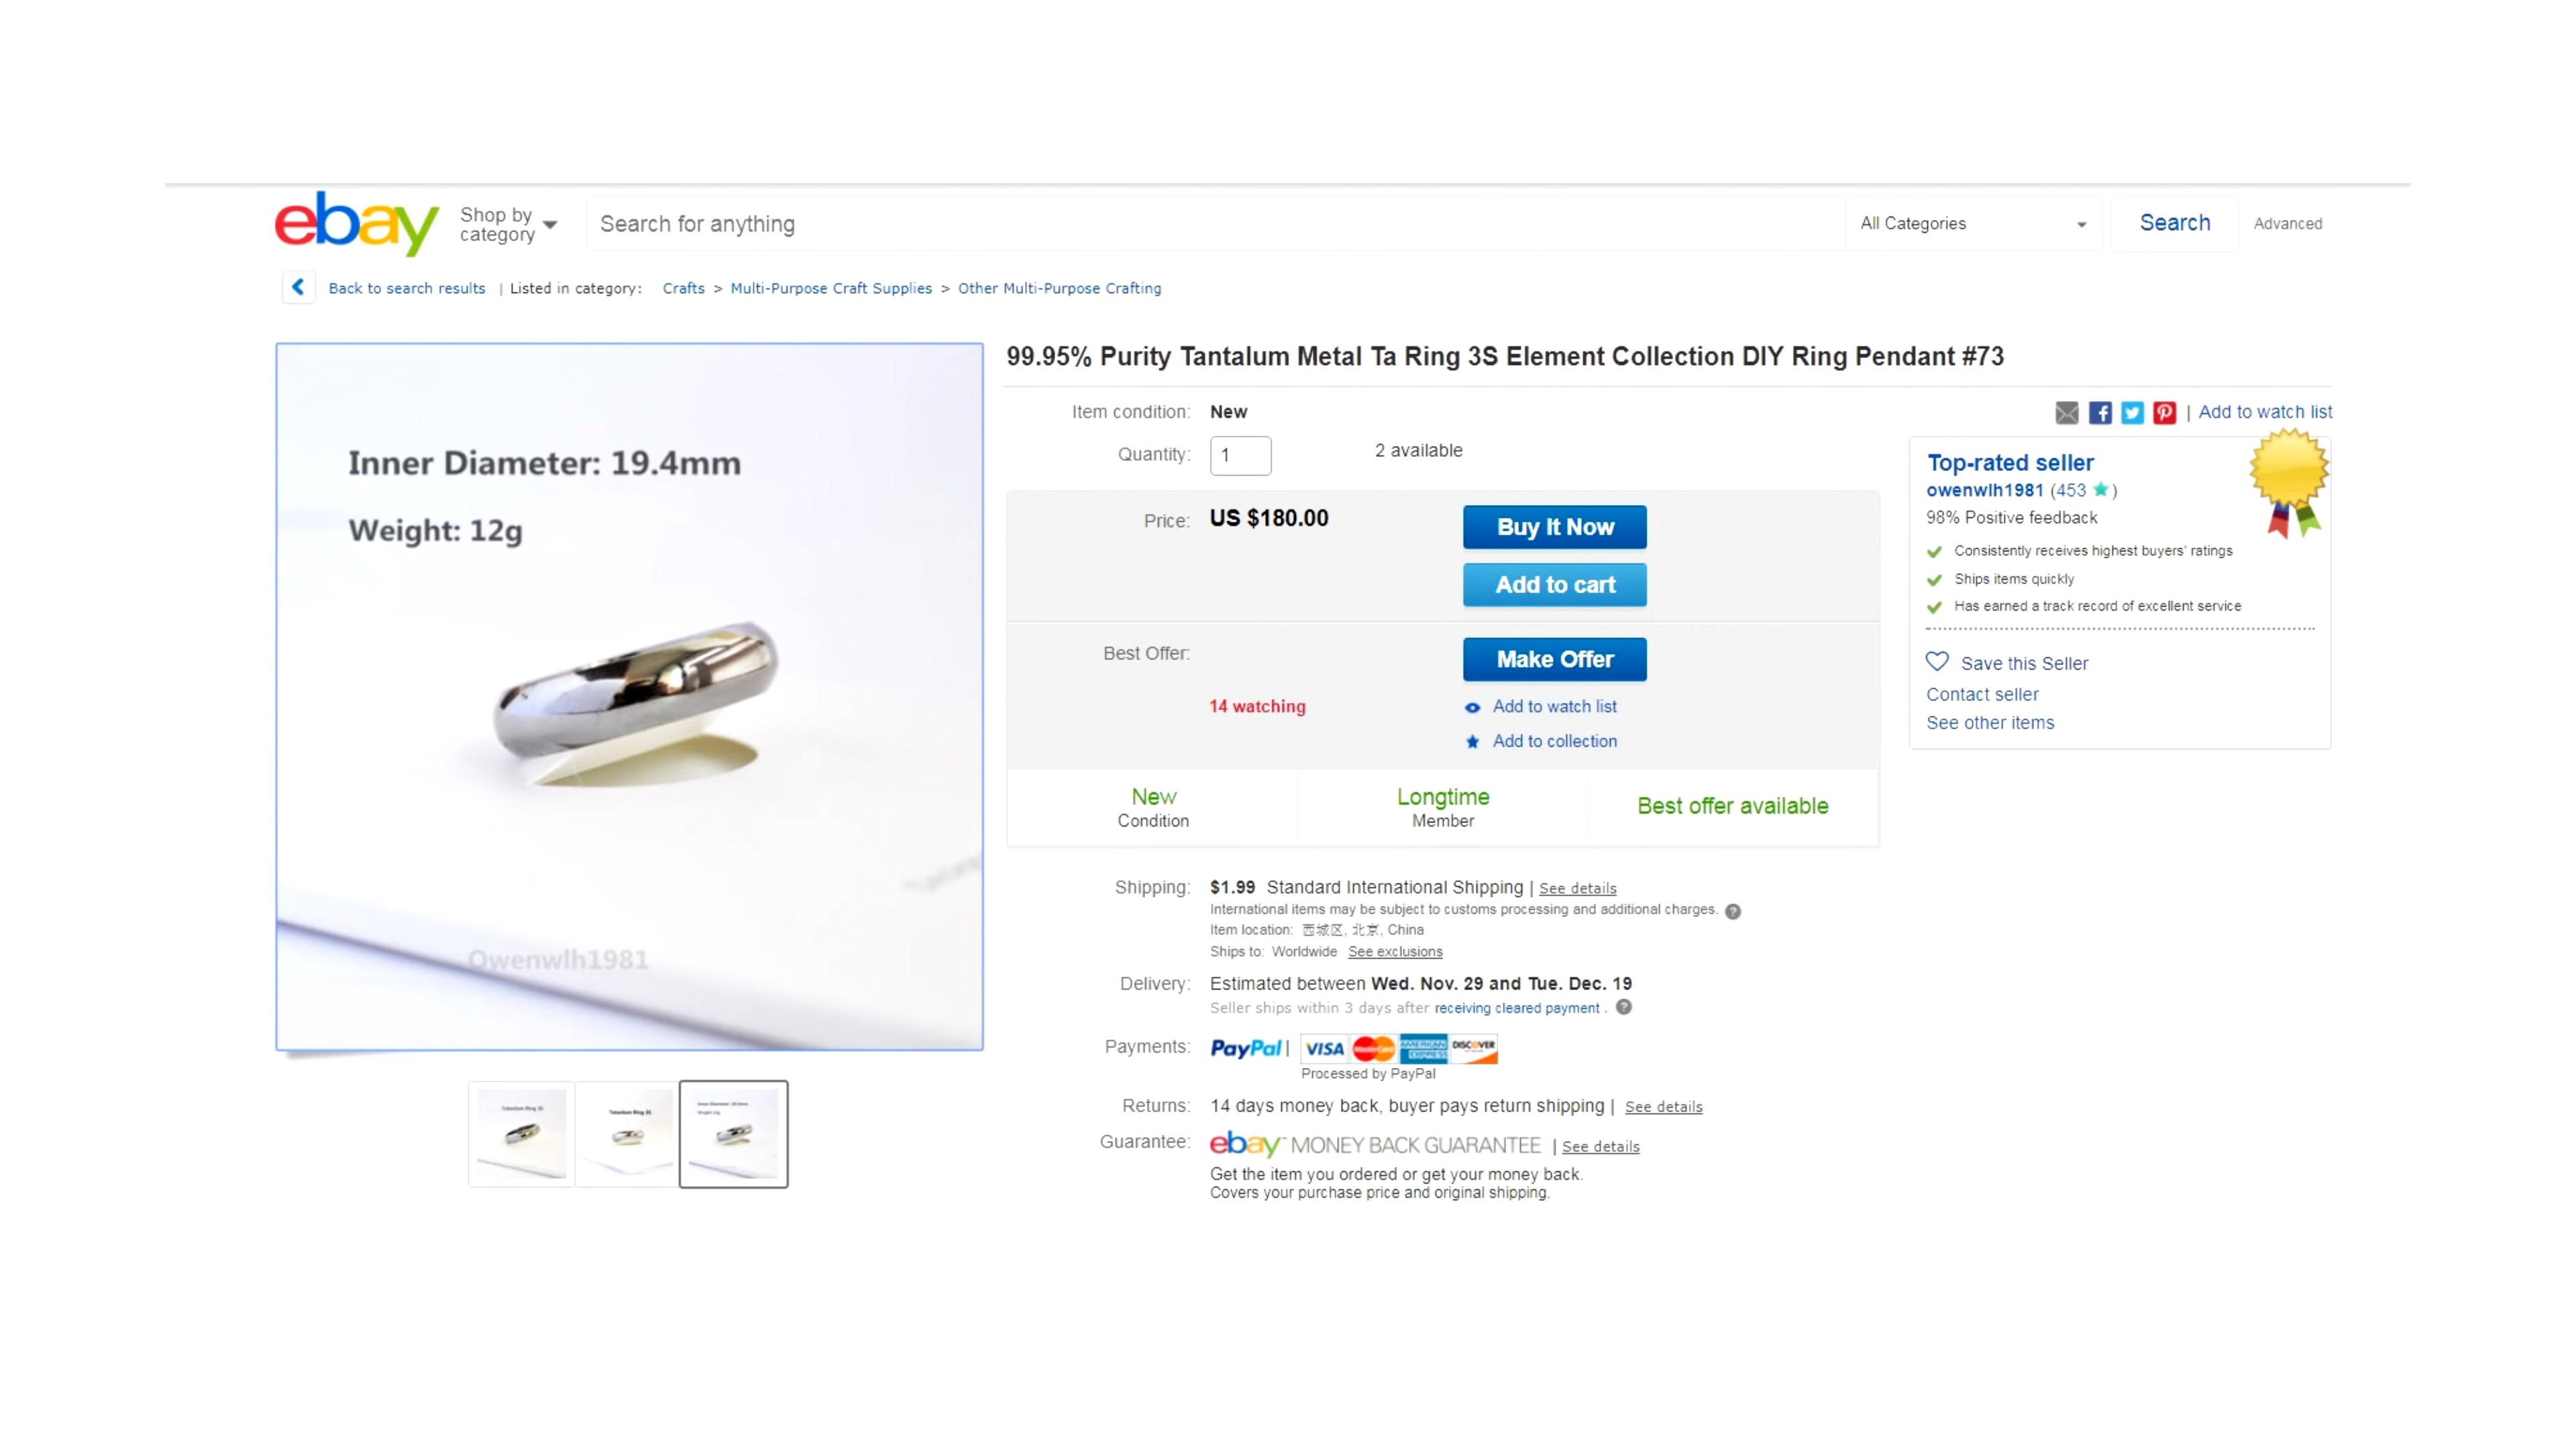 ebay
Shop by
category
Search for anything
All Categories
Search
Advanced
Back to search results | Listed in category: Crafts > Multi-Purpose Craft Supplies > Other Multi-Purpose Crafting
Inner Diameter: 19.4mm
Weight: 12g
Owenwlh1981
99.95% Purity Tantalum Metal Ta Ring 3S Element Collection DIY Ring Pendant #73
Item condition: New
| Add to watch list
Quantity: 1
2 available
Price: US $180.00
Buy It Now
Add to cart
Best Offer:
Make Offer
14 watching
Add to watch list
Add to collection
New
Condition
Longtime
Member
Best offer available
Top-rated seller
owenwlh1981 (453 )
98% Positive feedback
Consistently receives highest buyers' ratings
Ships items quickly
Has earned a track record of excellent service
Save this Seller
Contact seller
See other items
Shipping: $1.99 Standard International Shipping | See details
International items may be subject to customs processing and additional charges. ?
Item location: 西城区, 北京, China
Ships to: Worldwide See exclusions
Delivery: Estimated between Wed. Nov. 29 and Tue. Dec. 19
Seller ships within 3 days after receiving cleared payment . ?
Payments: PayPal | VISA MasterCard AMERICAN EXPRESS DISCOVER
Processed by PayPal
Returns: 14 days money back, buyer pays return shipping | See details
Guarantee: ebay MONEY BACK GUARANTEE | See details
Get the item you ordered or get your money back.
Covers your purchase price and original shipping.